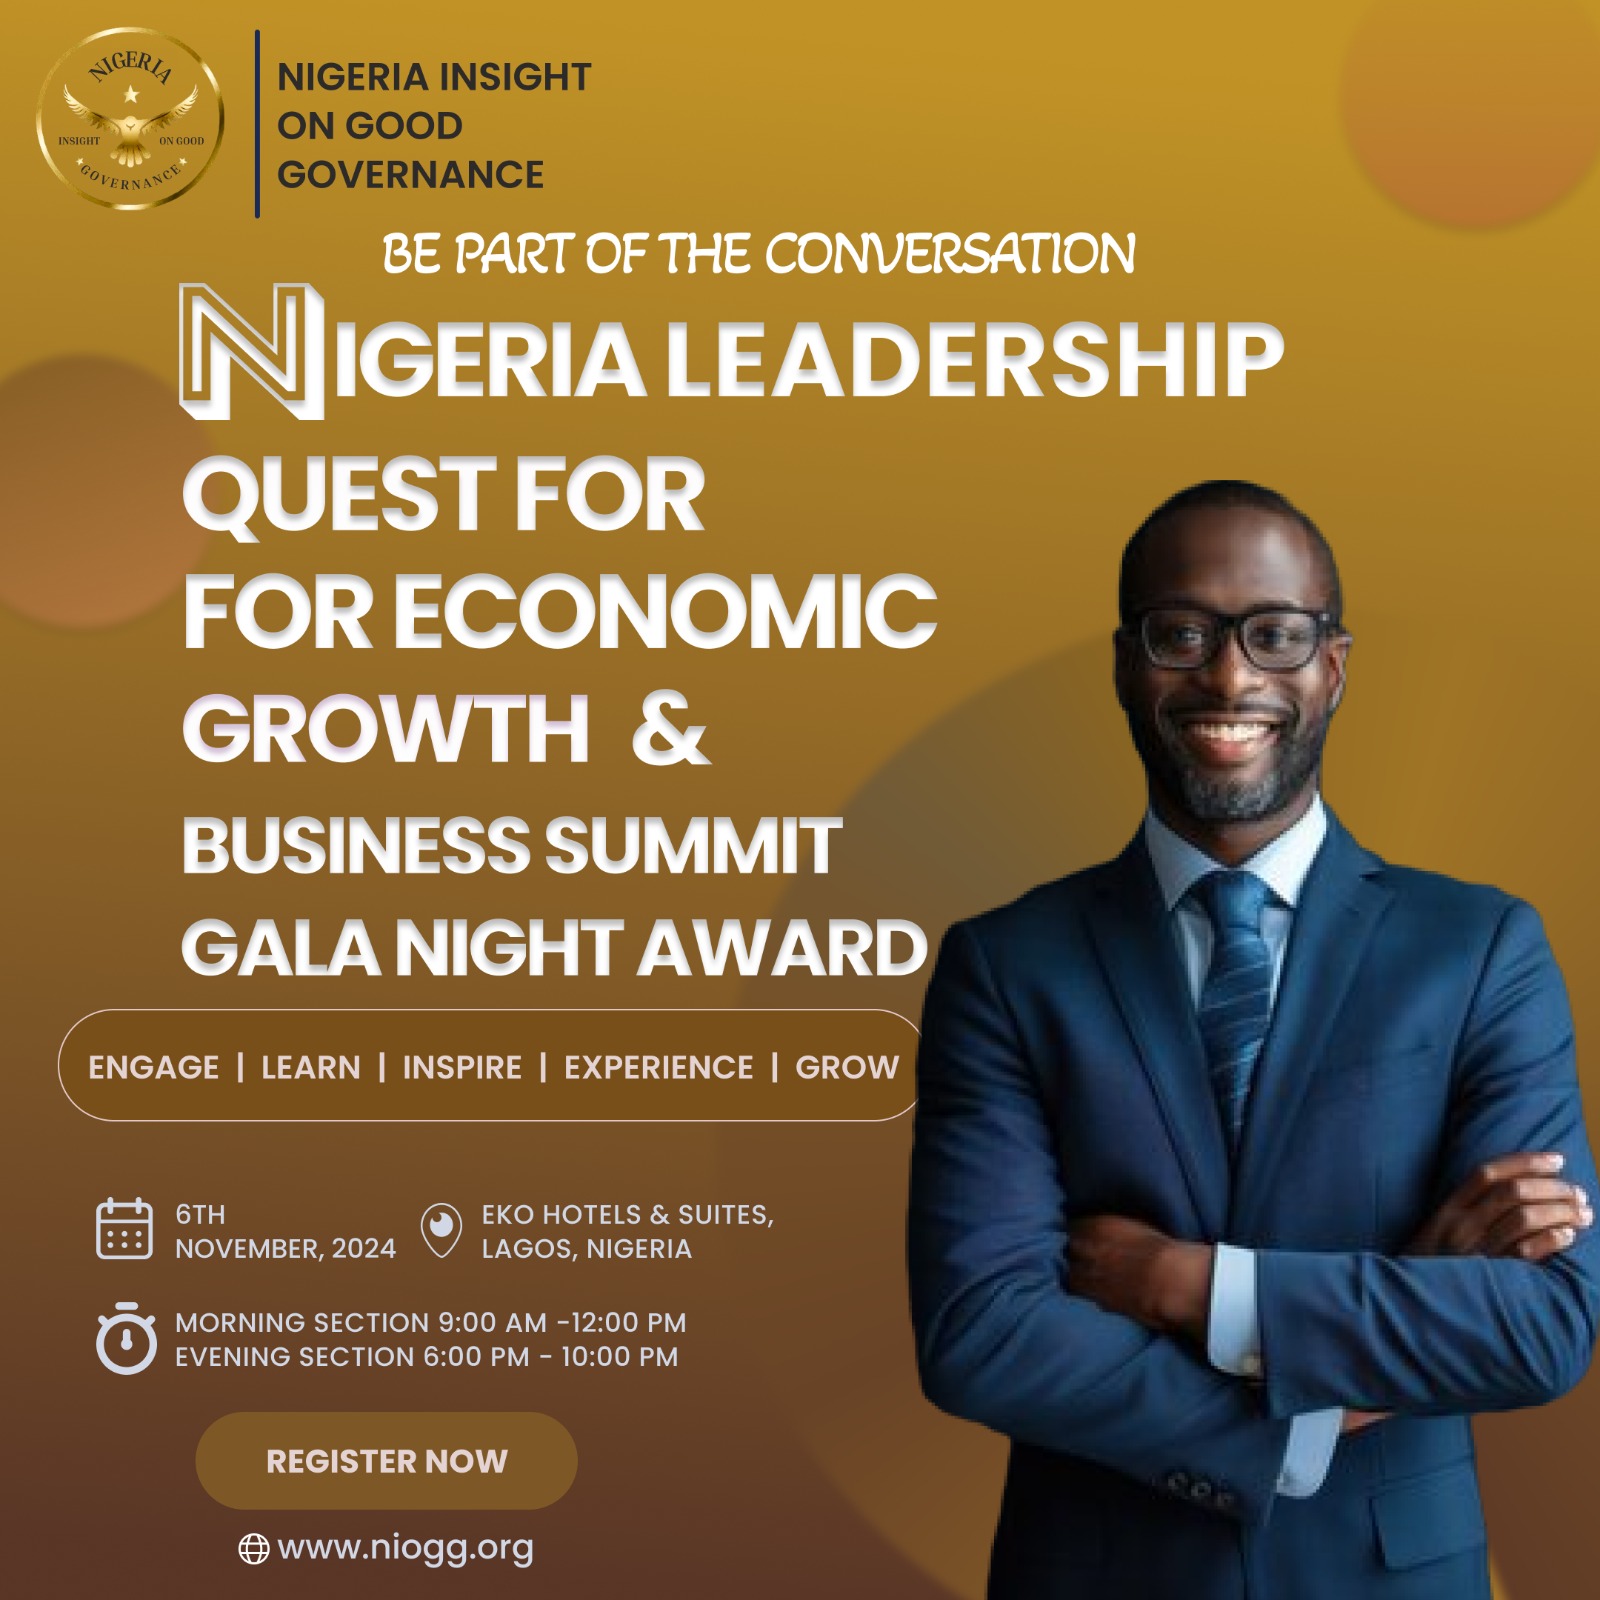 NIGERIA
INSIGHT ON GOOD
GOVERNANCE
NIGERIA INSIGHT
ON GOOD
GOVERNANCE
BE PART OF THE CONVERSATION
NIGERIA LEADERSHIP
QUEST FOR
FOR ECONOMIC
GROWTH &
BUSINESS SUMMIT
GALA NIGHT AWARD
ENGAGE | LEARN | INSPIRE | EXPERIENCE | GROW
6TH
NOVEMBER, 2024
EKO HOTELS & SUITES,
LAGOS, NIGERIA
MORNING SECTION 9:00 AM -12:00 PM
EVENING SECTION 6:00 PM - 10:00 PM
REGISTER NOW
www.niogg.org